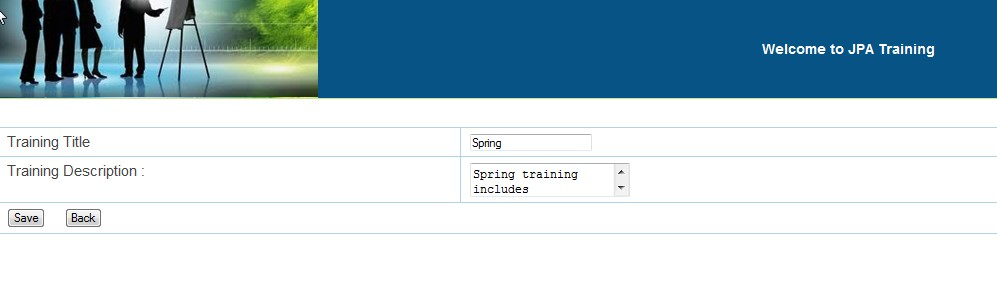 Welcome to JPA Training
Training Title
Spring
Training Description :
Spring training
includes
Save
Back